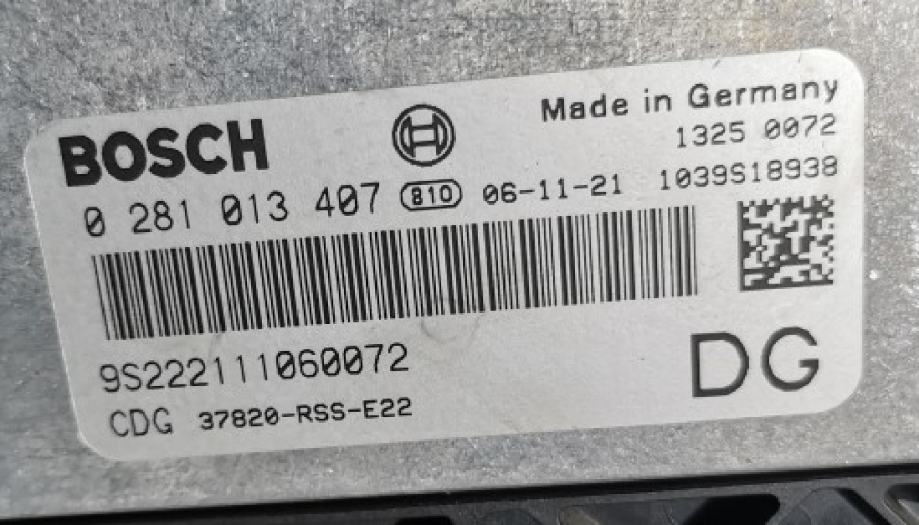 BOSCH
Made in Germany
1325 0072
0 281 013 407 810 06-11-21 1039S18938
9S222111060072
DG
CDG 37820-RSS-E22